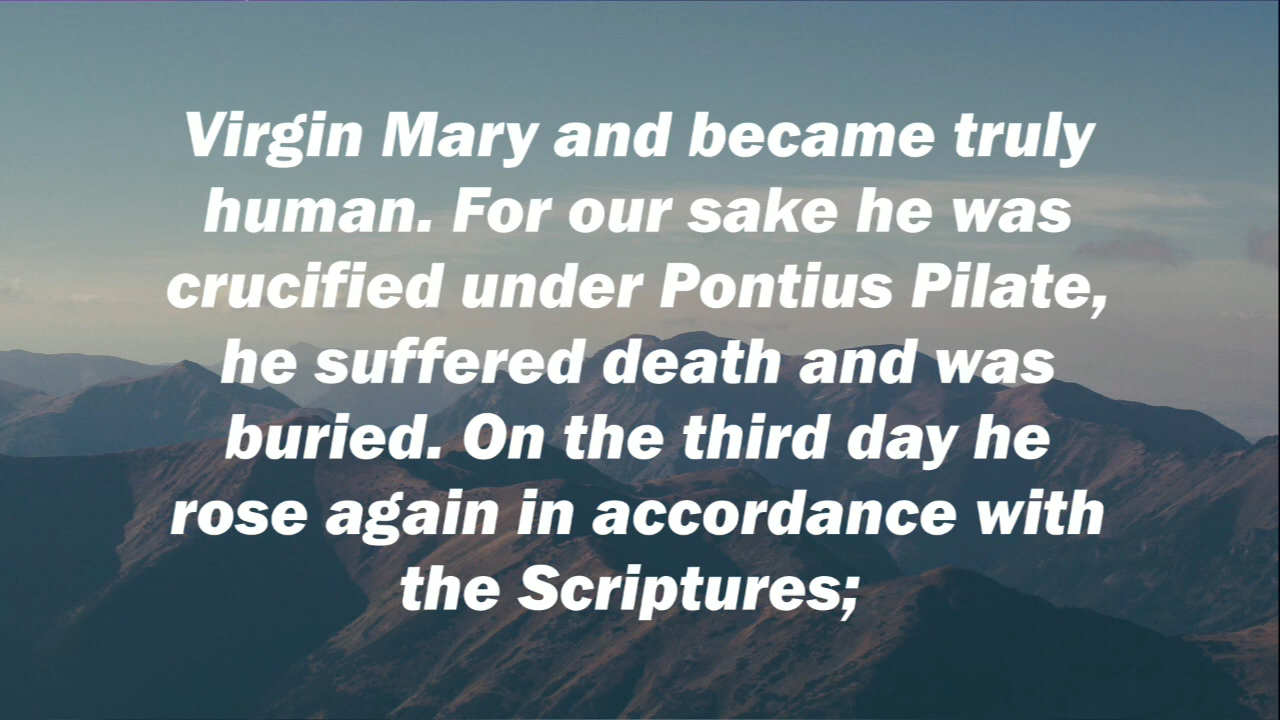 Virgin Mary and became truly
human. For our sake he was
crucified under Pontius Pilate,
he suffered death and was
buried. On the third day he
rose again in accordance with
the Scriptures;